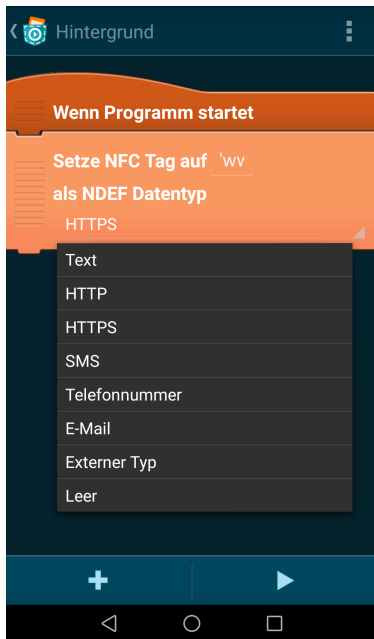 Hintergrund
Wenn Programm startet
Setze NFC Tag auf 'wv
als NDEF Datentyp
HTTPS
Text
HTTP
HTTPS
SMS
Telefonnummer
E-Mail
Externer Typ
Leer